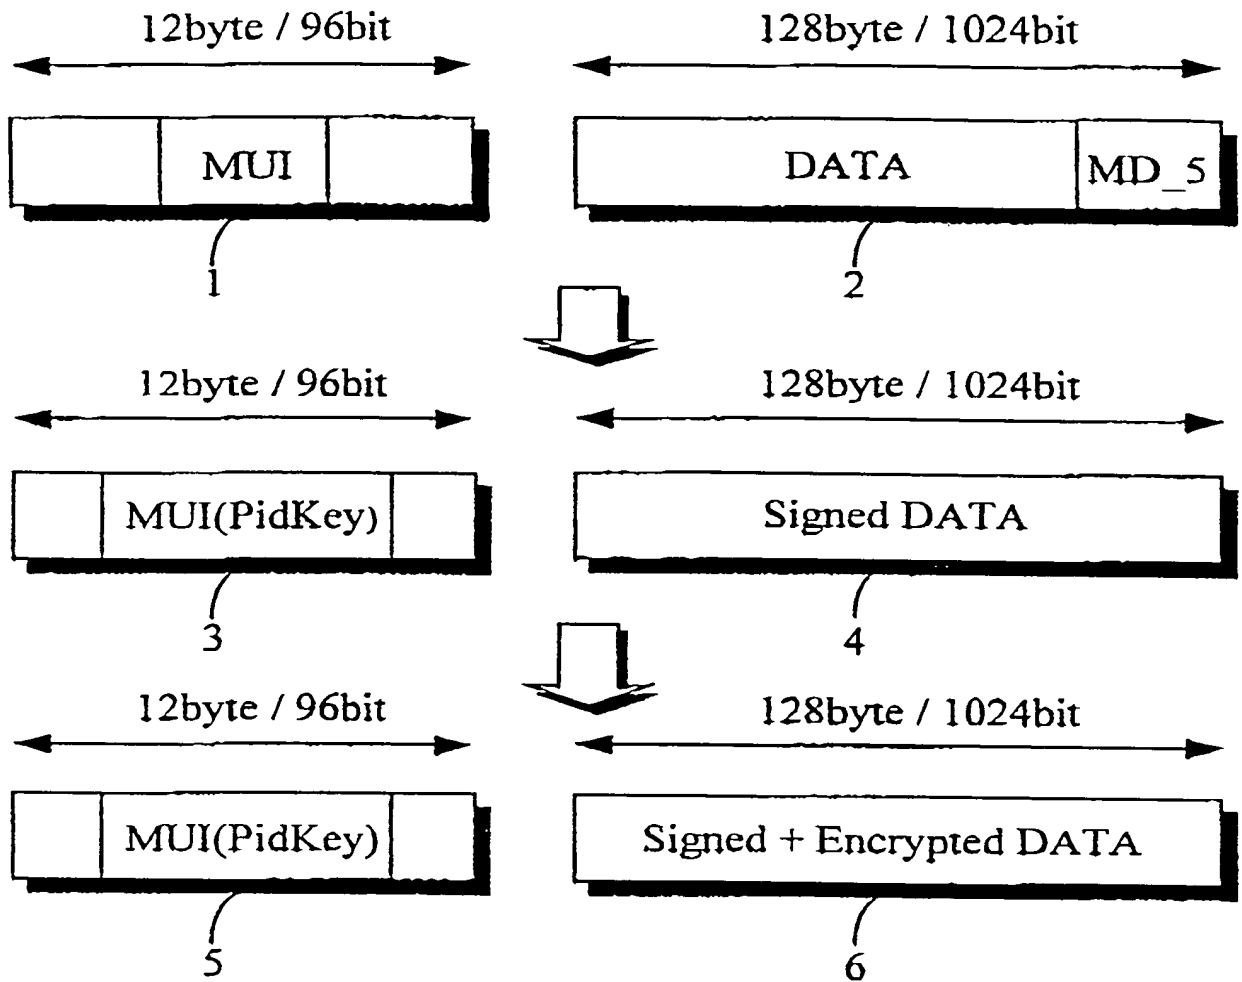 12byte / 96bit
128byte / 1024bit
MUI
DATA
MD_5
1
2
12byte / 96bit
128byte / 1024bit
MUI(PidKey)
Signed DATA
3
4
12byte / 96bit
128byte / 1024bit
MUI(PidKey)
Signed + Encrypted DATA
5
6